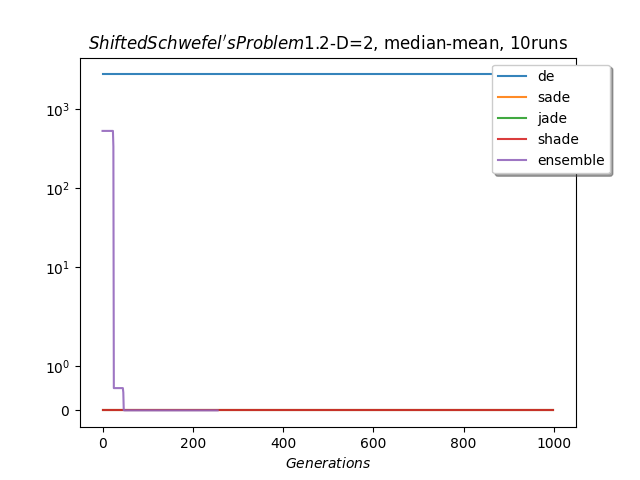 ShiftedSchwefel'sProblem1.2-D=2, median-mean, 10runs
de
sade
jade
shade
ensemble
10³
10²
10¹
10⁰
0
0 200 400 600 800 1000
Generations